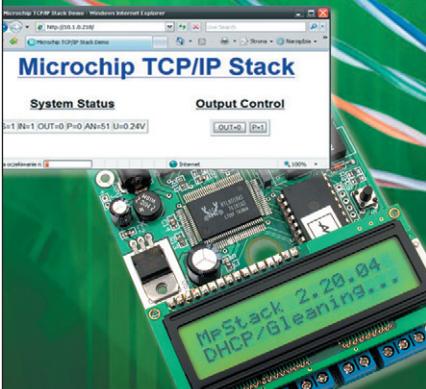 Microchip TCP/IP Stack Demo - Windows Internet Explorer
http://10.1.0.210/
Live Search
Microchip TCP/IP Stack Demo
Strona
Narzędzia
Microchip TCP/IP Stack
System Status
Output Control
S=1 IN=1 OUT=0 P=0 AN=51 U=0.24V
OUT=0 P=1
Internet
100%
MpStack 2.20.04
DHCP/Gleaning...